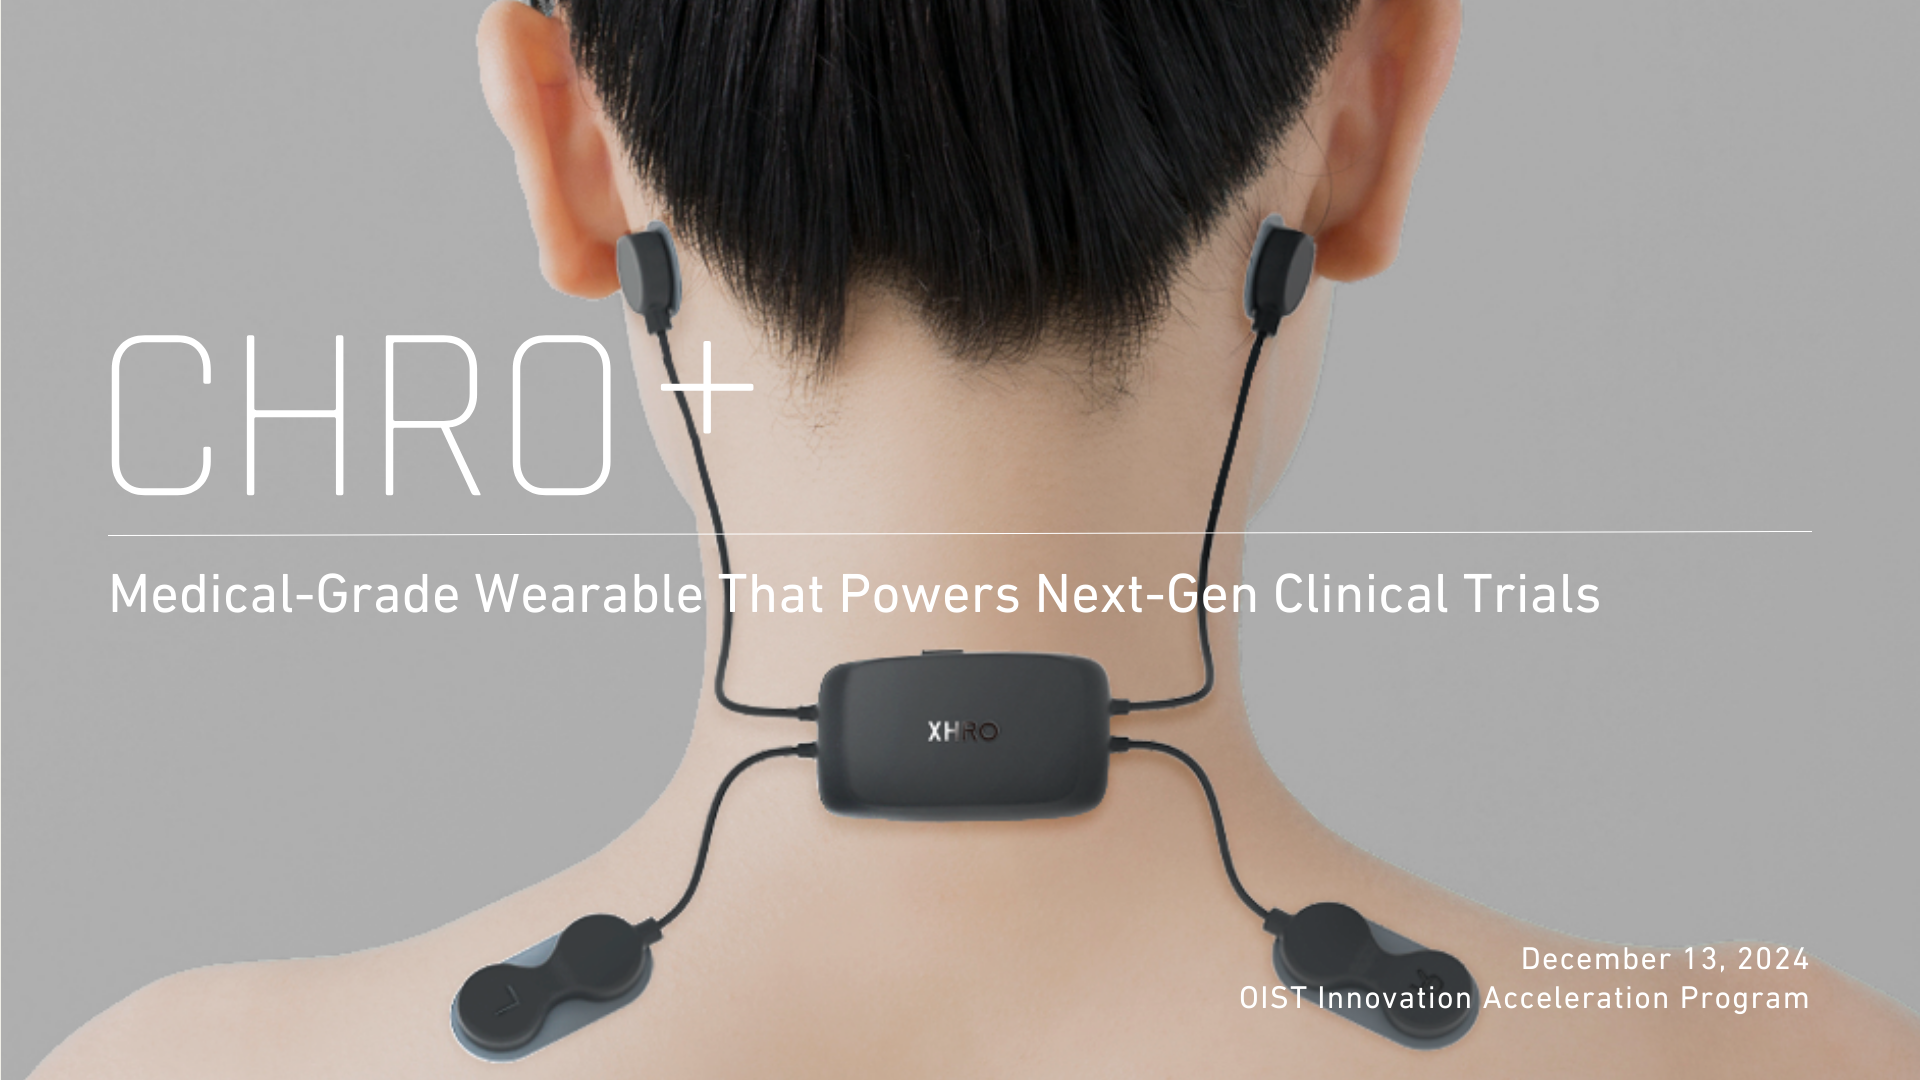 CHRO+
Medical-Grade Wearable That Powers Next-Gen Clinical Trials
XHRO
L
R
December 13, 2024
OIST Innovation Acceleration Program